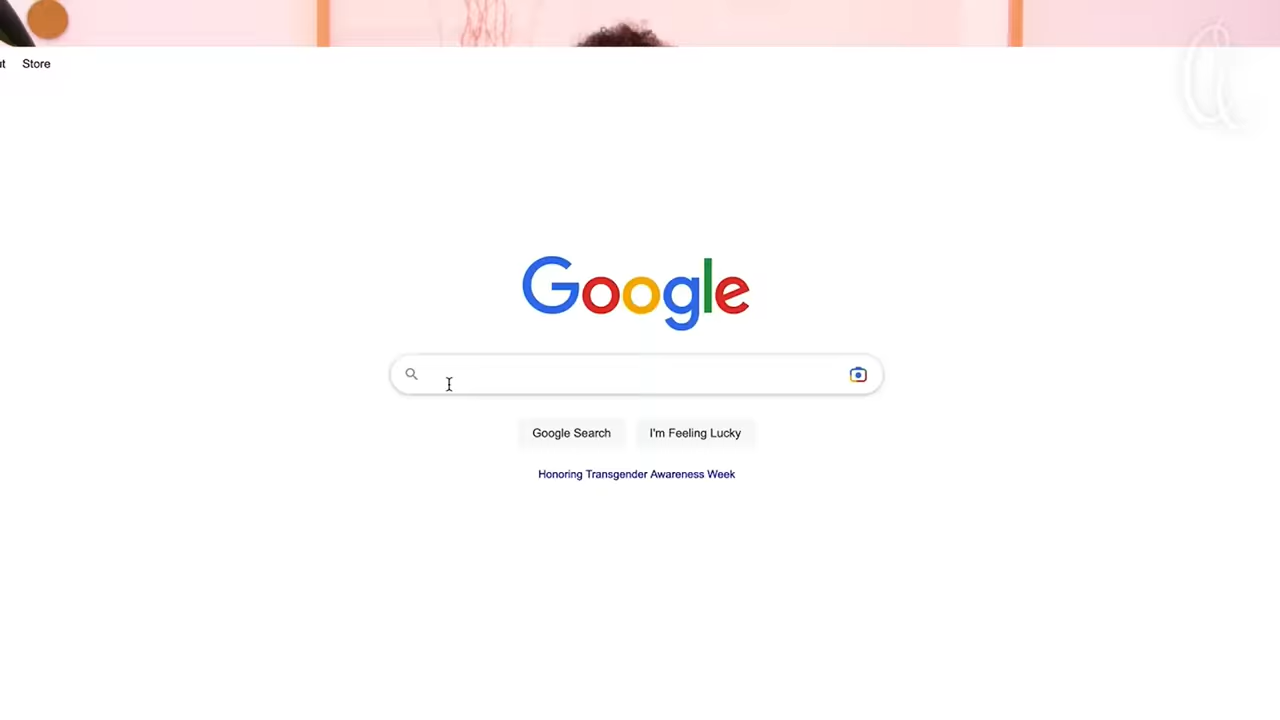 Store
Google
Google Search
I'm Feeling Lucky
Honoring Transgender Awareness Week